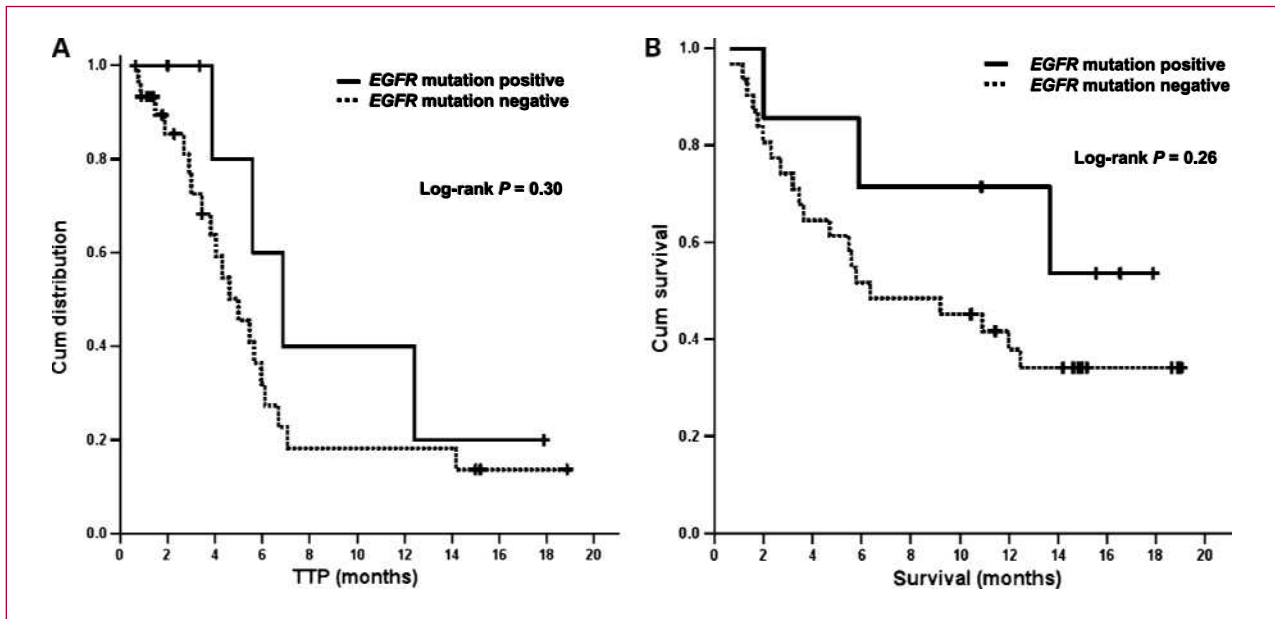 A
EGFR mutation positive
EGFR mutation negative
Log-rank P = 0.30
Cum distribution
1.0
0.8
0.6
0.4
0.2
0.0
0 2 4 6 8 10 12 14 16 18 20
TTP (months)
B
EGFR mutation positive
EGFR mutation negative
Log-rank P = 0.26
Cum survival
1.0
0.8
0.6
0.4
0.2
0.0
0 2 4 6 8 10 12 14 16 18 20
Survival (months)